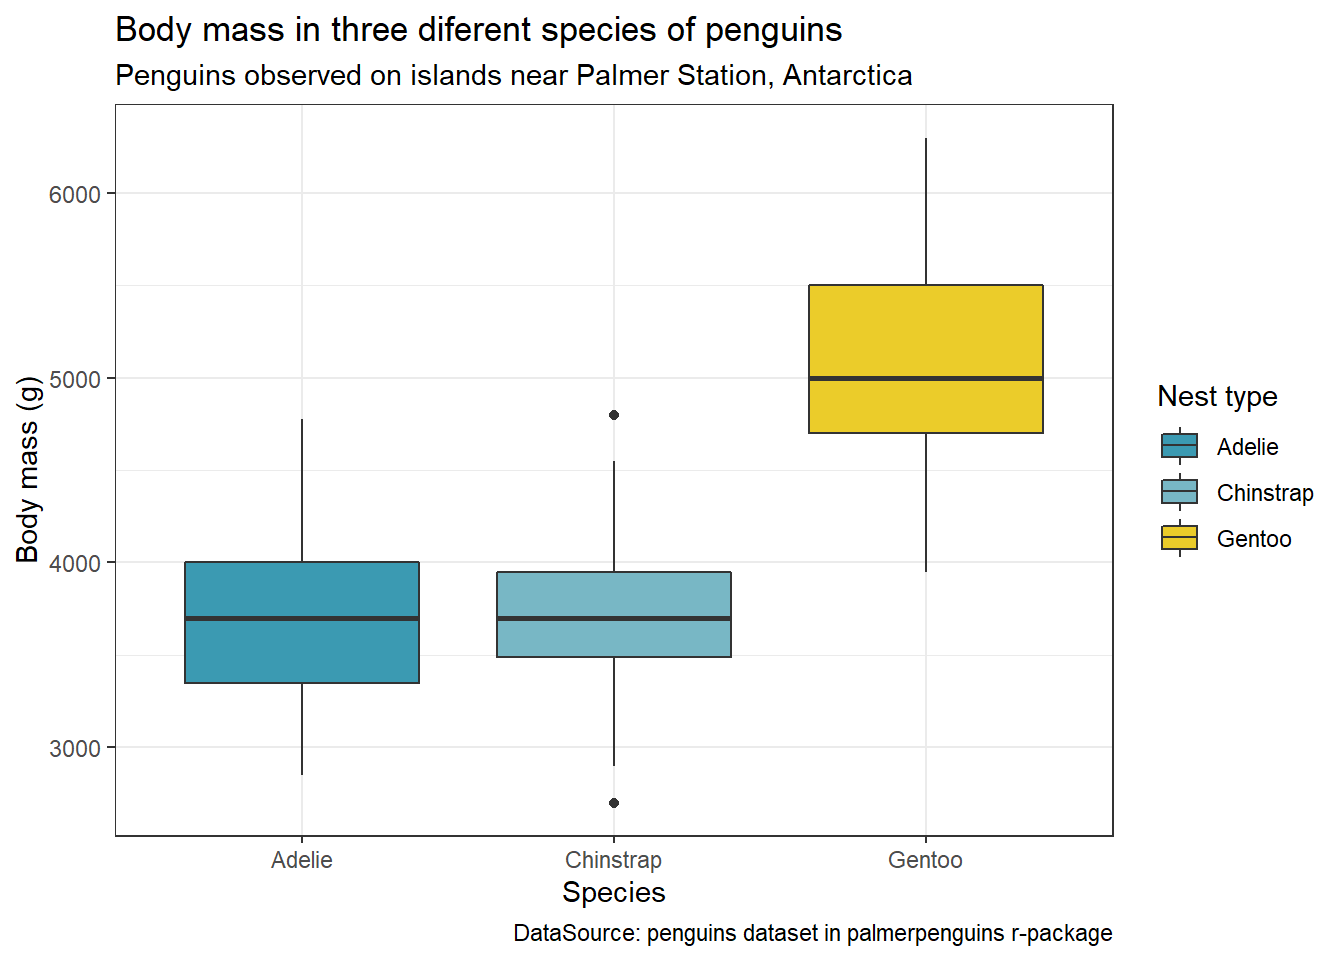 Body mass in three diferent species of penguins
Penguins observed on islands near Palmer Station, Antarctica
Body mass (g)
6000
5000
4000
3000
Adelie
Chinstrap
Gentoo
Species
Nest type
Adelie
Chinstrap
Gentoo
DataSource: penguins dataset in palmerpenguins r-package